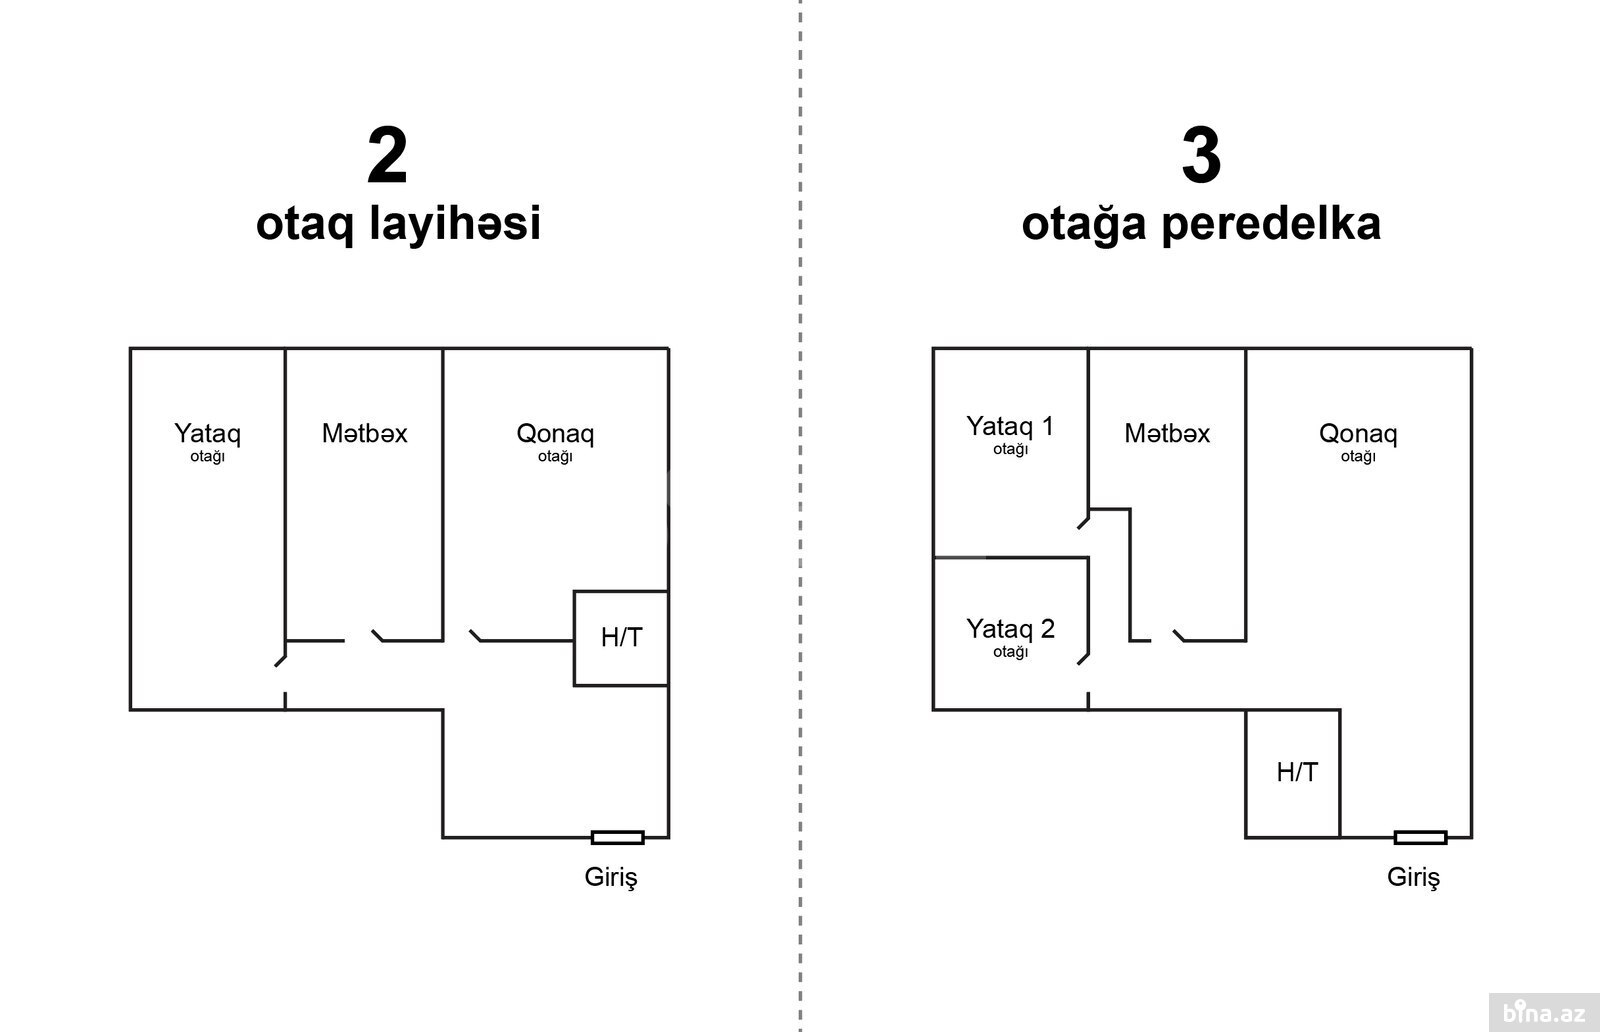 2
otaq layihəsi
Yataq
otağı
Mətbəx
Qonaq
otağı
H/T
Giriş
3
otağa peredelka
Yataq 1
otağı
Mətbəx
Qonaq
otağı
Yataq 2
otağı
H/T
Giriş
bina.az